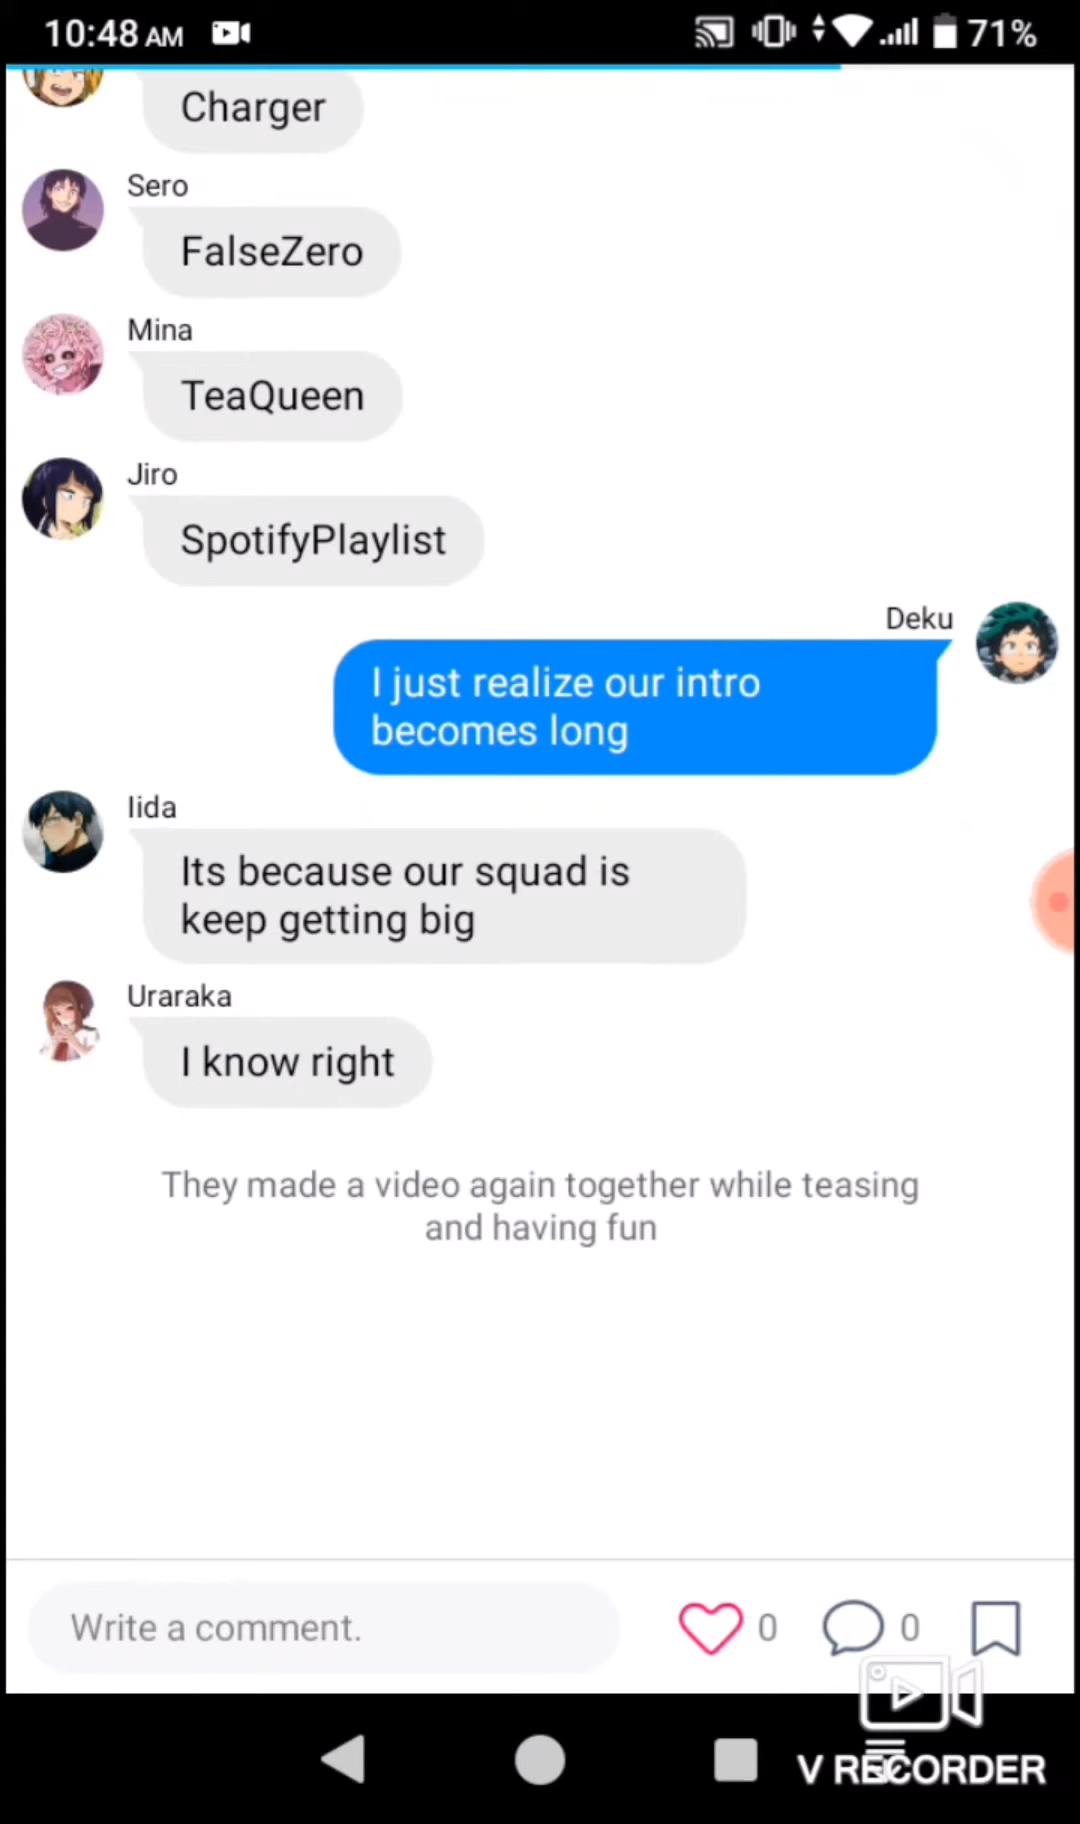 10:48 AM
71%
Charger
Sero
FalseZero
Mina
TeaQueen
Jiro
SpotifyPlaylist
Deku
I just realize our intro
becomes long
Iida
Its because our squad is
keep getting big
Uraraka
I know right
They made a video again together while teasing
and having fun
Write a comment.
0
0
V RECORDER